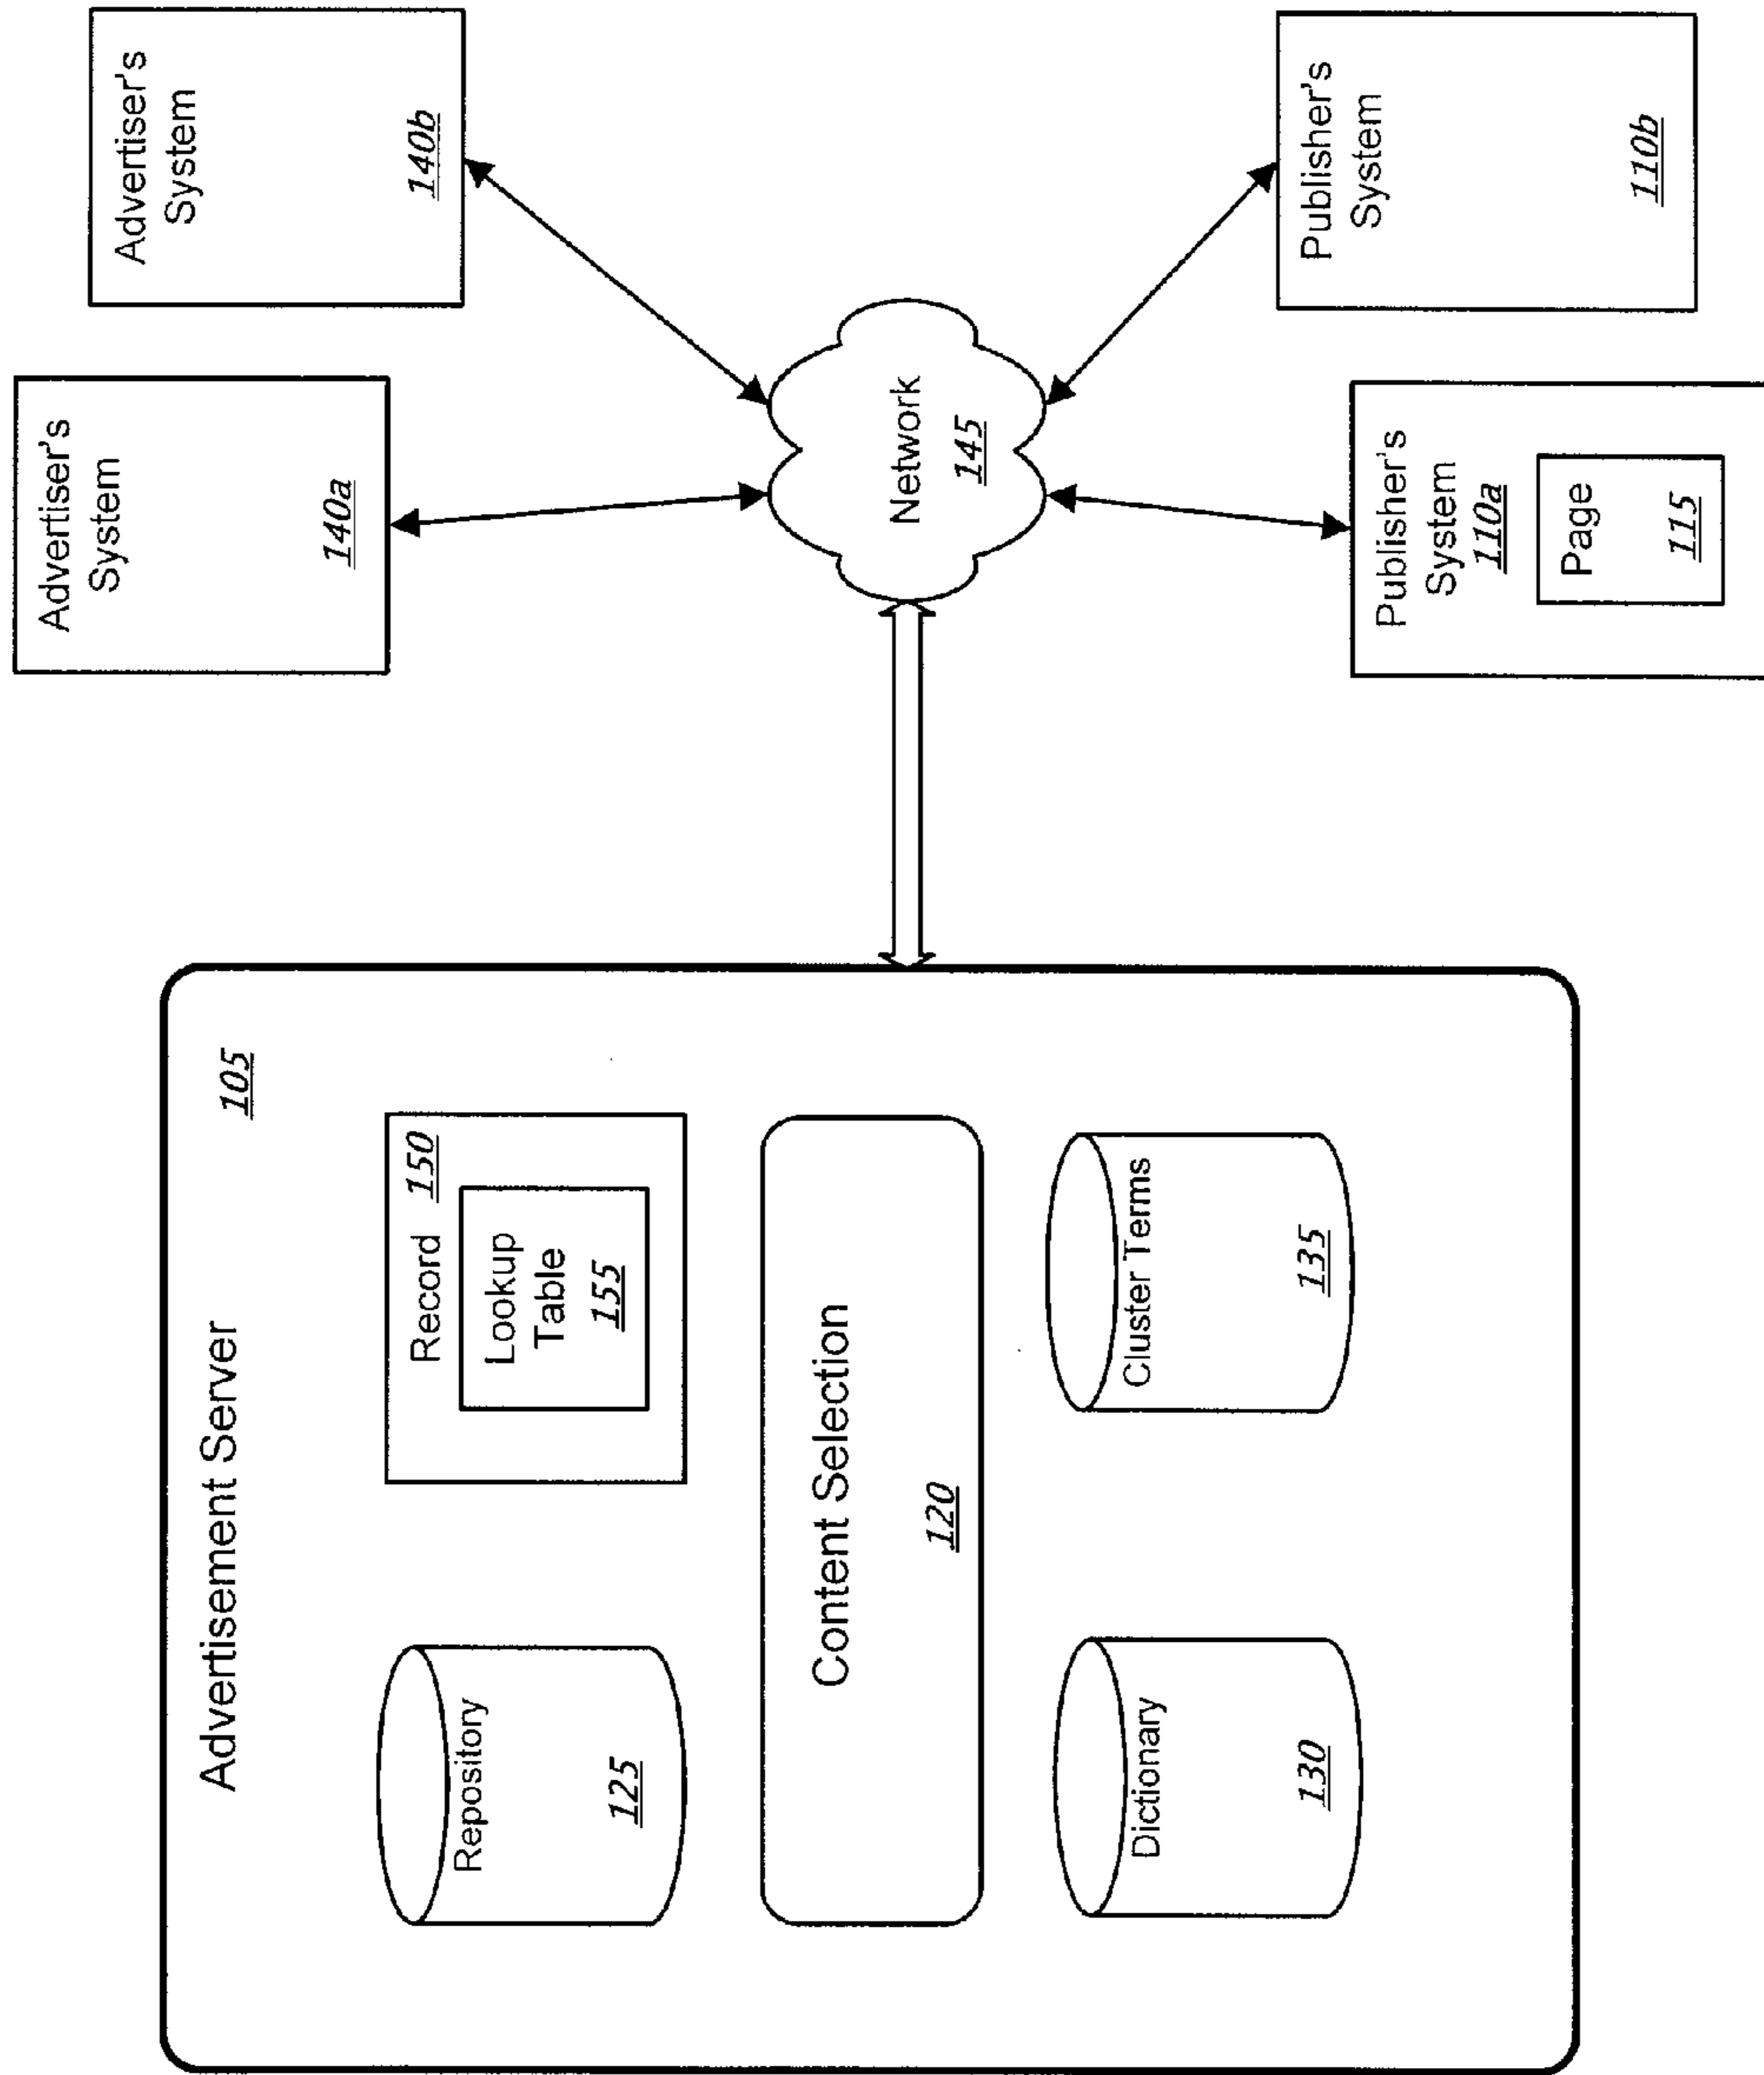 Advertisement Server
105
Repository
125
Record 150
Lookup
Table
155
Content Selection
120
Dictionary
130
Cluster Terms
135
Network
145
Advertiser's
System
140a
Advertiser's
System
140b
Publisher's
System
110a
Page
115
Publisher's
System
110b